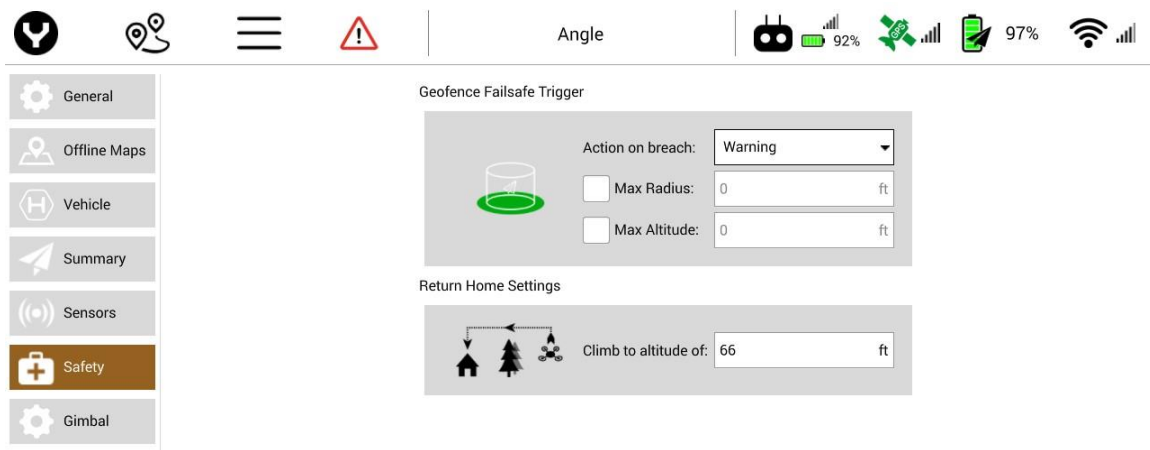 Angle
92%
GPS
97%
General
Offline Maps
Vehicle
Summary
Sensors
Safety
Gimbal
Geofence Failsafe Trigger
Action on breach: Warning
Max Radius: 0 ft
Max Altitude: 0 ft
Return Home Settings
Climb to altitude of: 66 ft